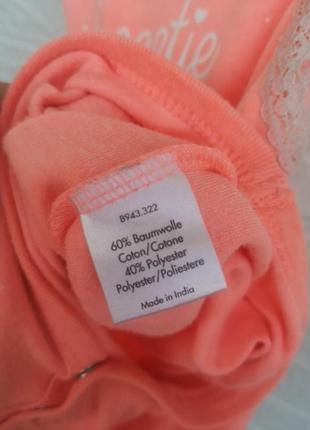 8943.322
60% Baumwolle
Coton/Cotone
40% Polyester
Polyester/Poliestere
Made in India